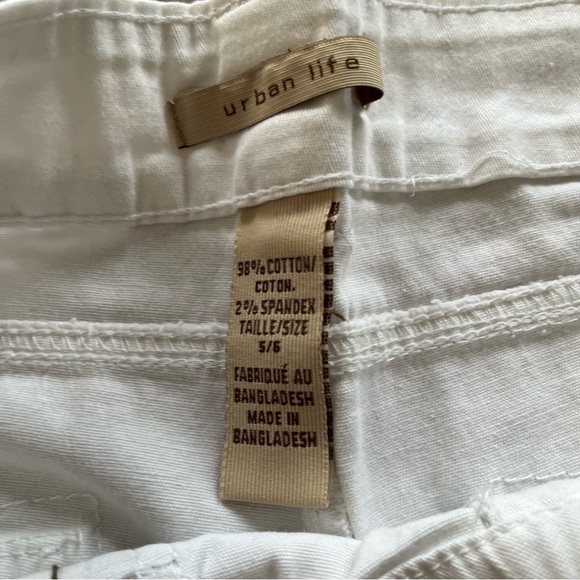 urban life
98% COTTON/
COTON.
2% SPANDEX
TAILLE/SIZE
5/6
FABRIQUÉ AU
BANGLADESH
MADE IN
BANGLADESH